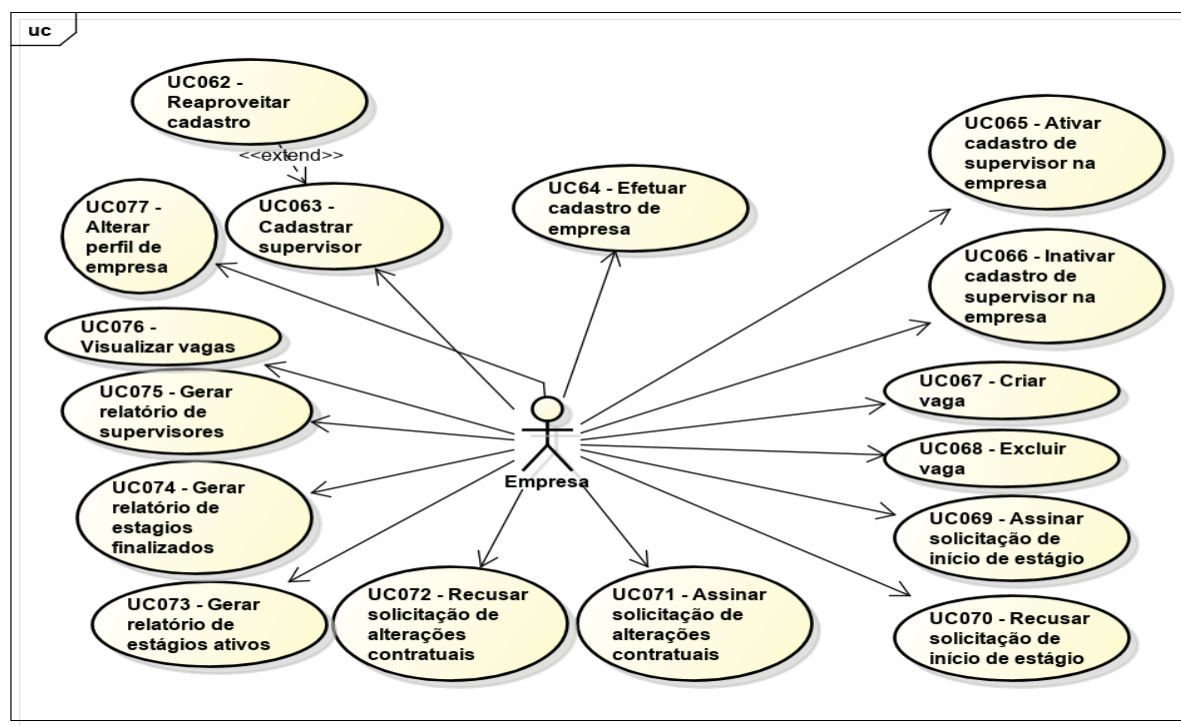 uc
UC062 -
Reaproveitar
cadastro
<<extend>>
UC063 -
Cadastrar
supervisor
UC077 -
Alterar
perfil de
empresa
UC64 - Efetuar
cadastro de
empresa
UC065 - Ativar
cadastro de
supervisor na
empresa
UC066 - Inativar
cadastro de
supervisor na
empresa
UC076 -
Visualizar vagas
UC075 - Gerar
relatório de
supervisores
UC067 - Criar
vaga
UC068 - Excluir
vaga
Empresa
UC074 - Gerar
relatório de
estagios
finalizados
UC069 - Assinar
solicitação de
início de estágio
UC073 - Gerar
relatório de
estágios ativos
UC072 - Recusar
solicitação de
alterações
contratuais
UC071 - Assinar
solicitação de
alterações
contratuais
UC070 - Recusar
solicitação de
início de estágio